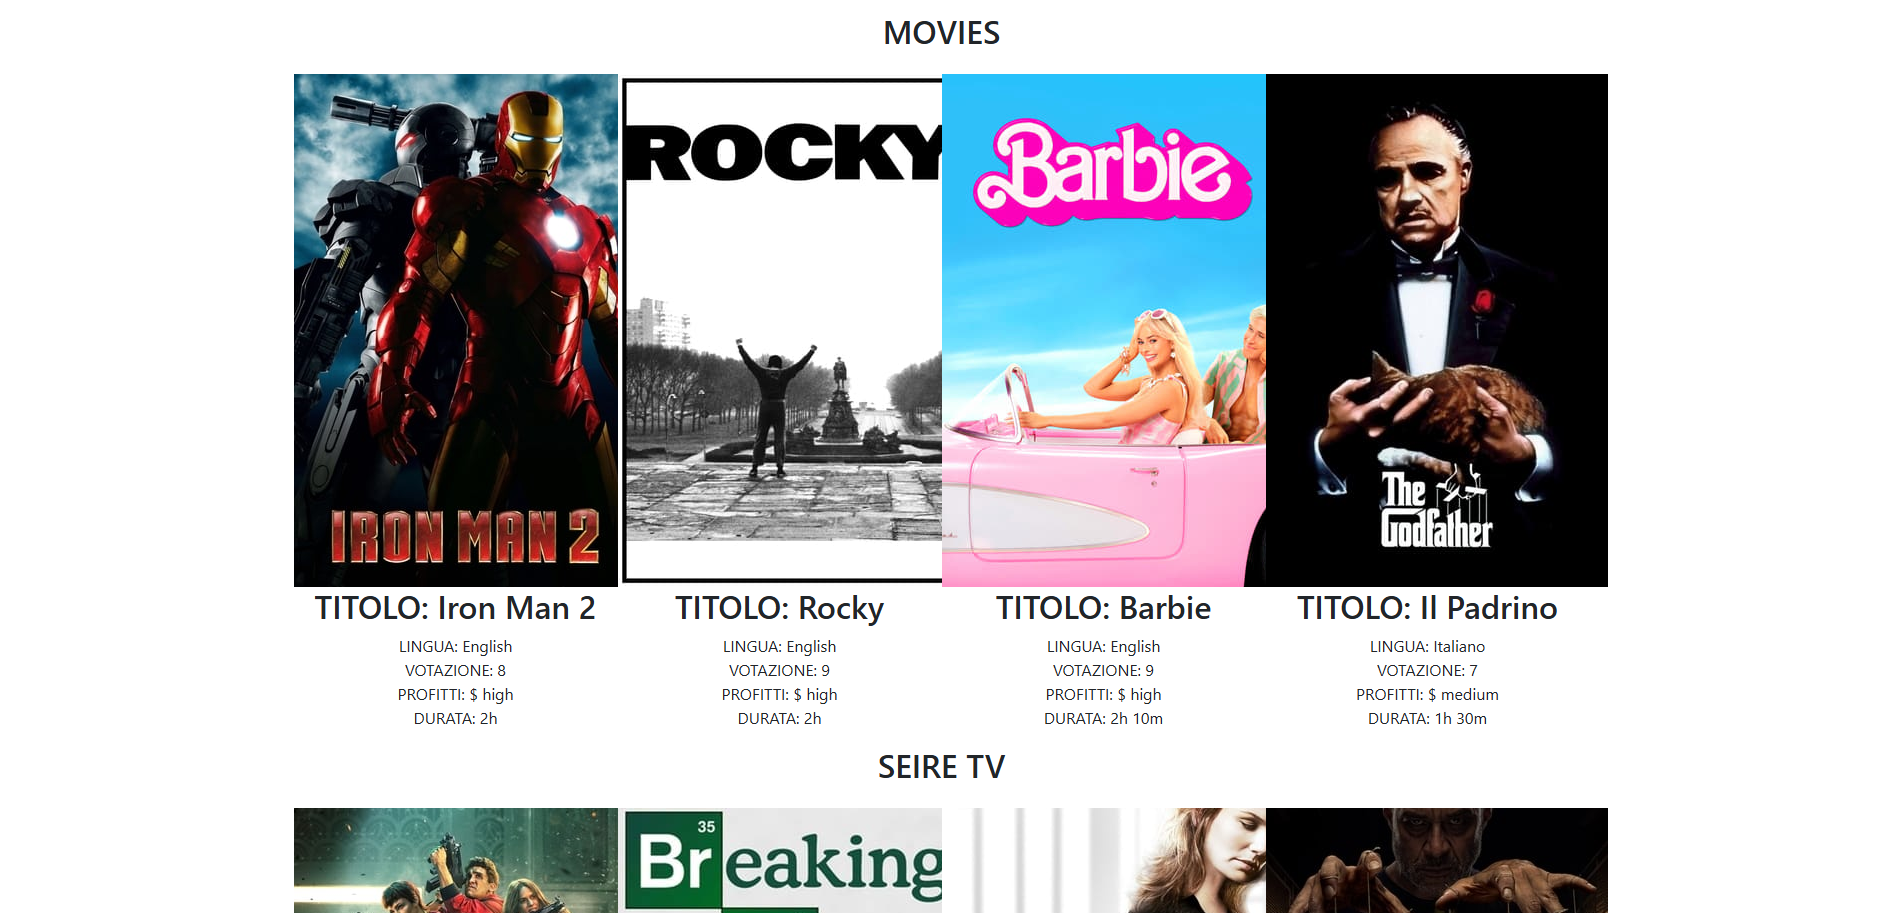 MOVIES
IRON MAN 2
ROCKY
Barbie
The
Godfather
TITOLO: Iron Man 2
LINGUA: English
VOTAZIONE: 8
PROFITTI: $ high
DURATA: 2h
TITOLO: Rocky
LINGUA: English
VOTAZIONE: 9
PROFITTI: $ high
DURATA: 2h
TITOLO: Barbie
LINGUA: English
VOTAZIONE: 9
PROFITTI: $ high
DURATA: 2h 10m
TITOLO: Il Padrino
LINGUA: Italiano
VOTAZIONE: 7
PROFITTI: $ medium
DURATA: 1h 30m
SEIRE TV
35
Breaking